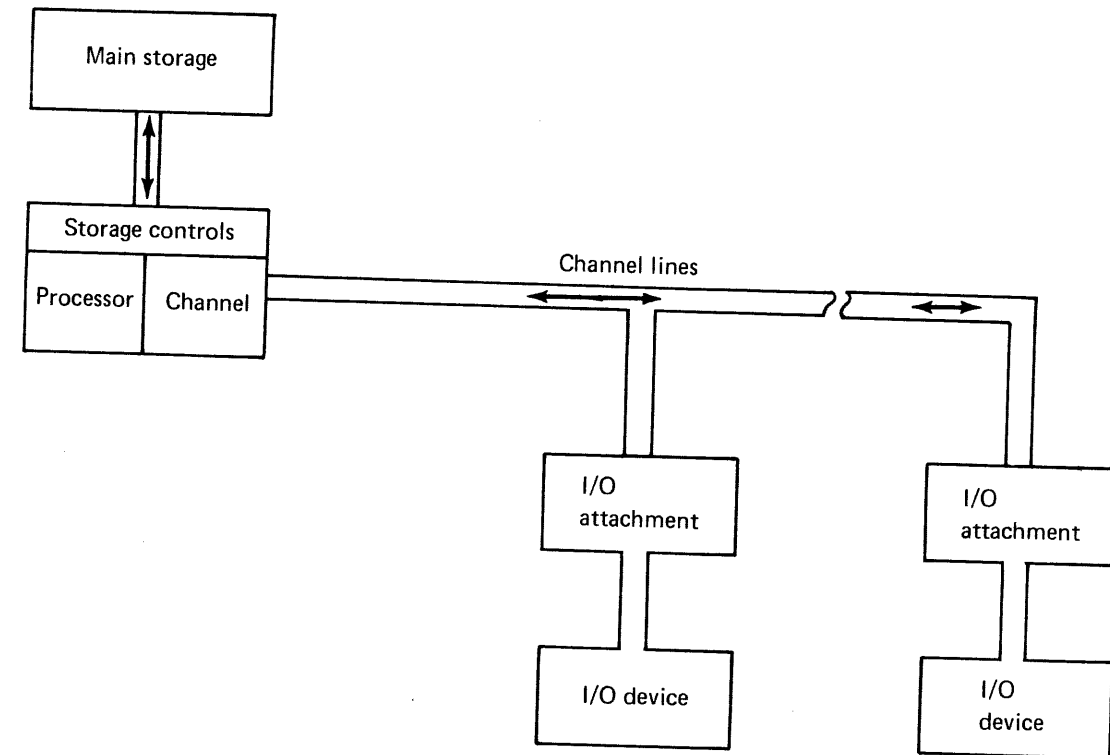 Main storage
Storage controls
Processor
Channel
Channel lines
I/O
attachment
I/O
attachment
I/O device
I/O
device